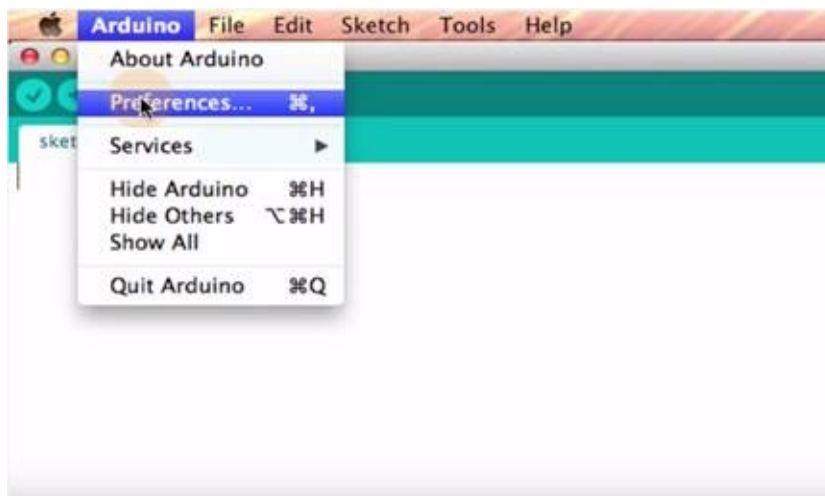 Arduino File Edit Sketch Tools Help
About Arduino
Preferences... ⌘,
sket
Services ▶
Hide Arduino ⌘H
Hide Others ⌥⌘H
Show All
Quit Arduino ⌘Q